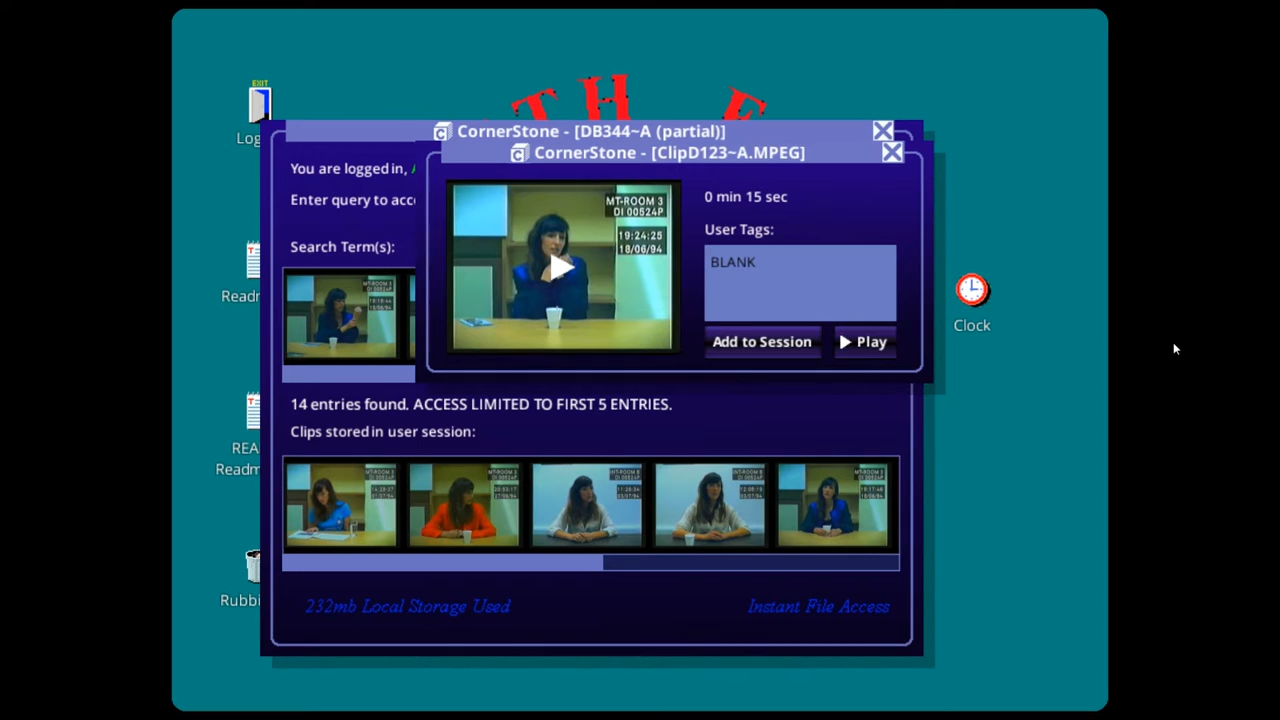 EXIT
T H E
Log
CornerStone - [DB344~A (partial)]
CornerStone - [ClipD123~A.MPEG]
You are logged in,
Enter query to acc
Search Term(s):
MT-ROOM 3
DI 00524P
19:24:25
18/06/94
0 min 15 sec
User Tags:
BLANK
Add to Session
Play
Readr
Clock
14 entries found. ACCESS LIMITED TO FIRST 5 ENTRIES.
Clips stored in user session:
REA
Readm
Rubbi
232mb Local Storage Used
Instant File Access